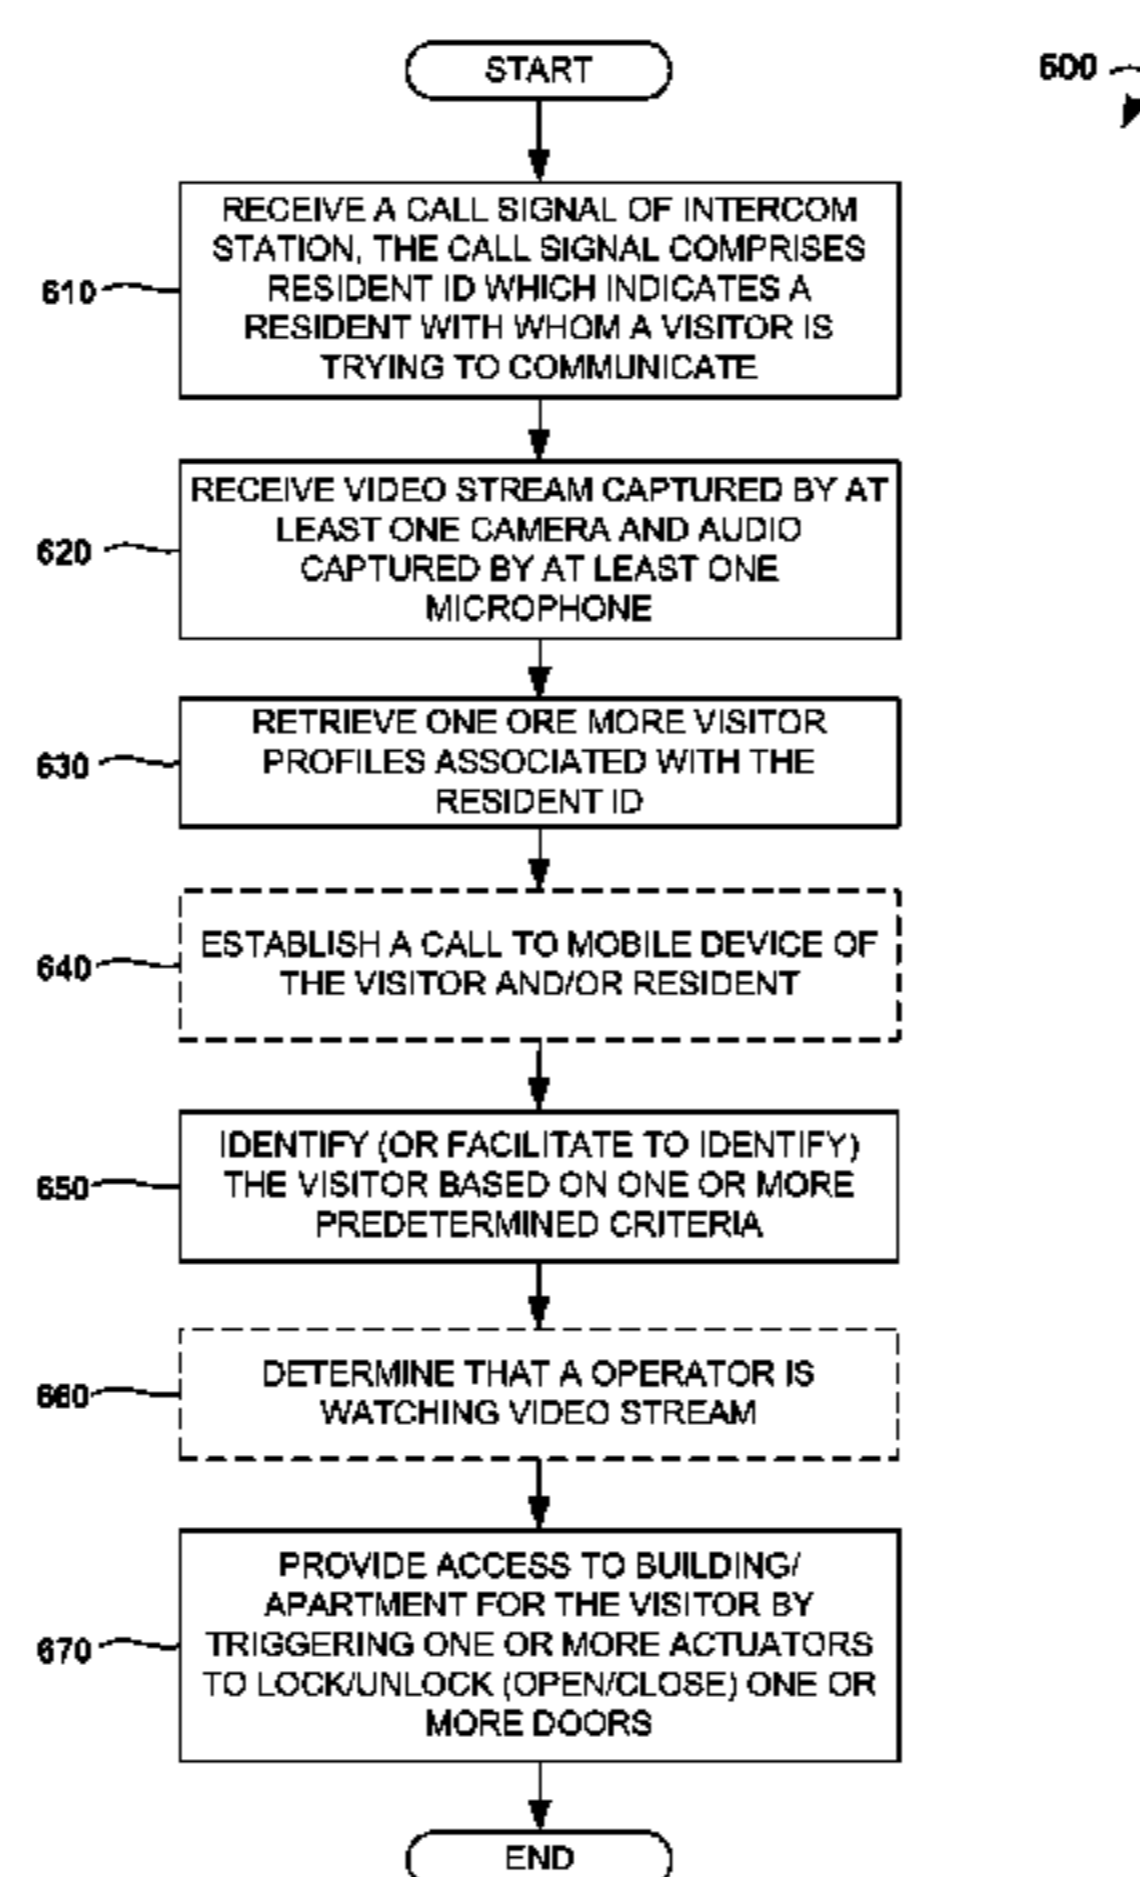 START
600
RECEIVE A CALL SIGNAL OF INTERCOM
STATION, THE CALL SIGNAL COMPRISES
RESIDENT ID WHICH INDICATES A
RESIDENT WITH WHOM A VISITOR IS
TRYING TO COMMUNICATE
610
RECEIVE VIDEO STREAM CAPTURED BY AT
LEAST ONE CAMERA AND AUDIO
CAPTURED BY AT LEAST ONE
MICROPHONE
620
RETRIEVE ONE ORE MORE VISITOR
PROFILES ASSOCIATED WITH THE
RESIDENT ID
630
ESTABLISH A CALL TO MOBILE DEVICE OF
THE VISITOR AND/OR RESIDENT
640
IDENTIFY (OR FACILITATE TO IDENTIFY)
THE VISITOR BASED ON ONE OR MORE
PREDETERMINED CRITERIA
650
DETERMINE THAT A OPERATOR IS
WATCHING VIDEO STREAM
660
PROVIDE ACCESS TO BUILDING/
APARTMENT FOR THE VISITOR BY
TRIGGERING ONE OR MORE ACTUATORS
TO LOCK/UNLOCK (OPEN/CLOSE) ONE OR
MORE DOORS
670
END